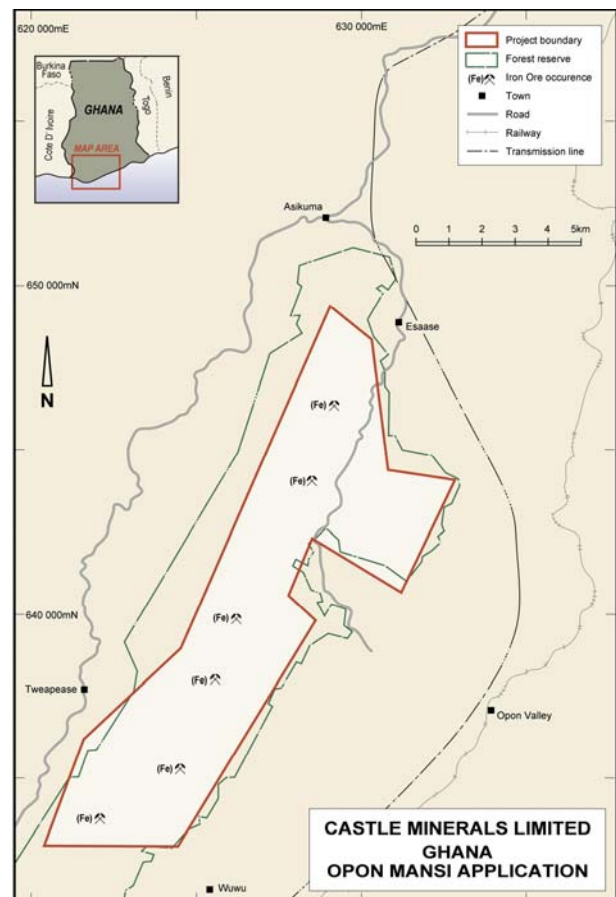 620 000mE
630 000mE
Burkina
Faso
Benin
GHANA
Togo
Cote D' Ivoire
MAP AREA
Project boundary
Forest reserve
(Fe) Iron Ore occurence
Town
Road
Railway
Transmission line
Asikuma
0 1 2 3 4 5km
650 000mN
Esaase
N
(Fe)
(Fe)
640 000mN
(Fe)
(Fe)
Tweapease
Opon Valley
(Fe)
(Fe)
Wuwu
CASTLE MINERALS LIMITED
GHANA
OPON MANSI APPLICATION